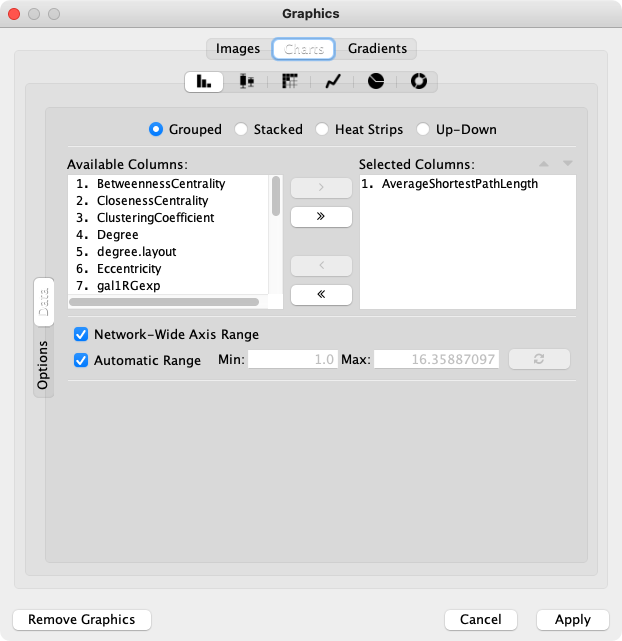 Graphics
Images Charts Gradients
Grouped Stacked Heat Strips Up-Down
Available Columns: Selected Columns:
1. BetweennessCentrality
2. ClosenessCentrality
3. ClusteringCoefficient
4. Degree
5. degree.layout
6. Eccentricity
7. gal1RGexp
> 
»
<
«
1. AverageShortestPathLength
Data
Options
Network-Wide Axis Range
Automatic Range Min: 1.0 Max: 16.35887097
Remove Graphics Cancel Apply